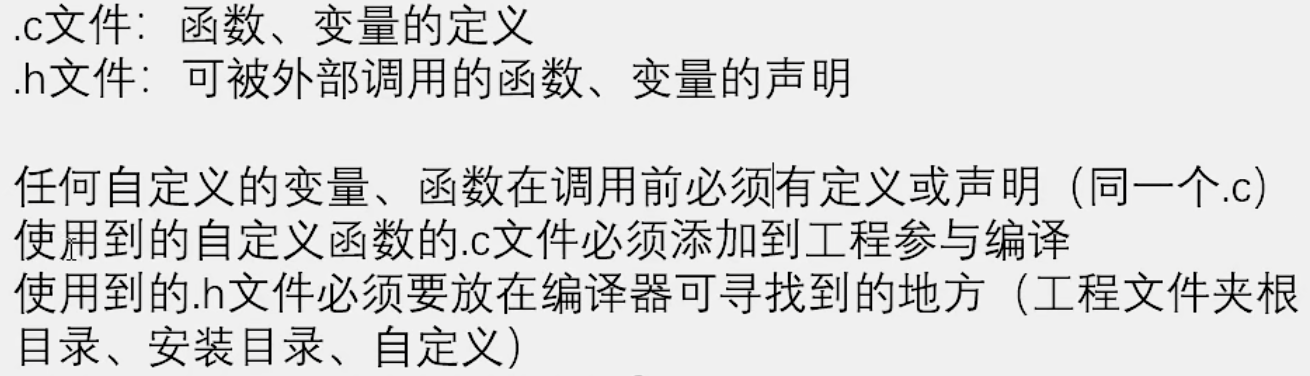 .c文件：函数、变量的定义
.h文件：可被外部调用的函数、变量的声明
任何自定义的变量、函数在调用前必须有定义或声明（同一个.c）
使用到的自定义函数的.c文件必须添加到工程参与编译
使用到的.h文件必须要放在编译器可寻找到的地方（工程文件夹根
目录、安装目录、自定义）